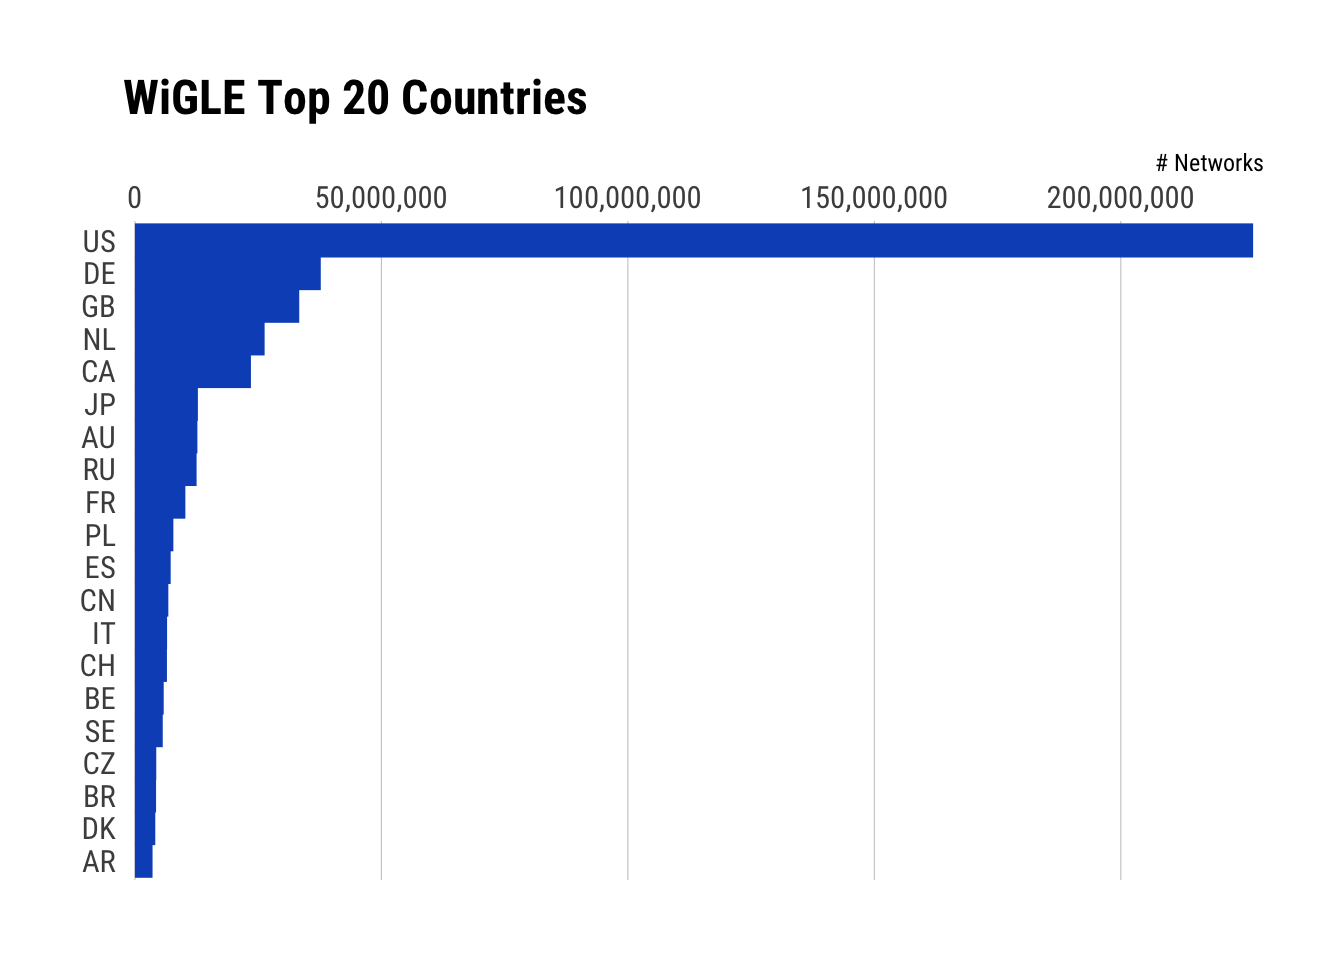 WiGLE Top 20 Countries
# Networks
0 50,000,000 100,000,000 150,000,000 200,000,000
US
DE
GB
NL
CA
JP
AU
RU
FR
PL
ES
CN
IT
CH
BE
SE
CZ
BR
DK
AR